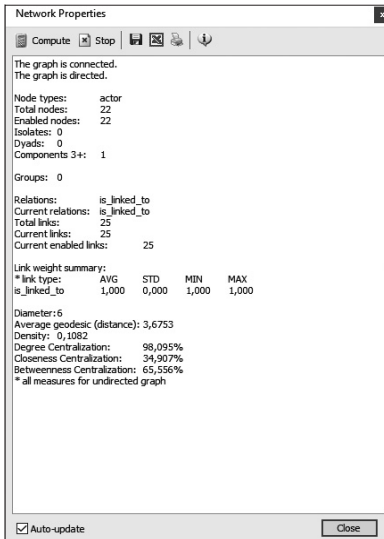 Network Properties
x
Compute Stop
The graph is connected.
The graph is directed.
Node types: actor
Total nodes: 22
Enabled nodes: 22
Isolates: 0
Dyads: 0
Components 3+: 1
Groups: 0
Relations: is_linked_to
Current relations: is_linked_to
Total links: 25
Current links: 25
Current enabled links: 25
Link weight summary:
* link type: AVG STD MIN MAX
is_linked_to 1,000 0,000 1,000 1,000
Diameter:6
Average geodesic (distance): 3,6753
Density: 0,1082
Degree Centralization: 98,095%
Closeness Centralization: 34,907%
Betweenness Centralization: 65,556%
* all measures for undirected graph
Auto-update
Close